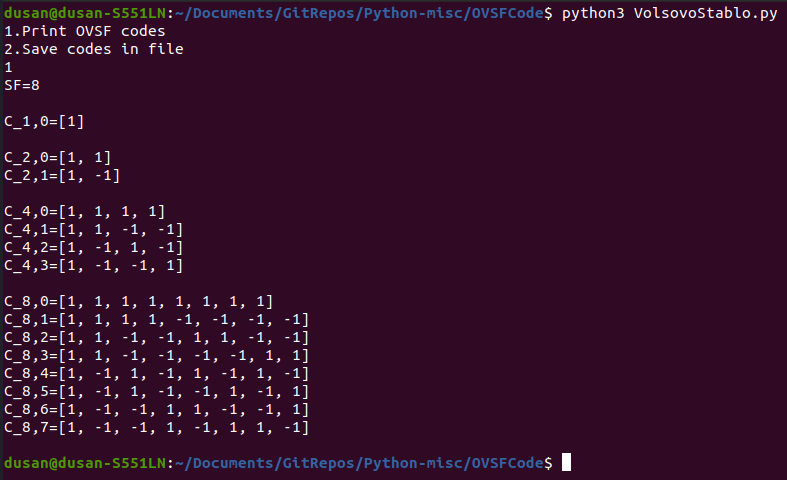 dusan@dusan-S551LN:~/Documents/GitRepos/Python-misc/OVSFCode$ python3 VolsovoStablo.py
1.Print OVSF codes
2.Save codes in file
1
SF=8
C_1,0=[1]
C_2,0=[1, 1]
C_2,1=[1, -1]
C_4,0=[1, 1, 1, 1]
C_4,1=[1, 1, -1, -1]
C_4,2=[1, -1, 1, -1]
C_4,3=[1, -1, -1, 1]
C_8,0=[1, 1, 1, 1, 1, 1, 1, 1]
C_8,1=[1, 1, 1, 1, -1, -1, -1, -1]
C_8,2=[1, 1, -1, -1, 1, 1, -1, -1]
C_8,3=[1, 1, -1, -1, -1, -1, 1, 1]
C_8,4=[1, -1, 1, -1, 1, -1, 1, -1]
C_8,5=[1, -1, 1, -1, -1, 1, -1, 1]
C_8,6=[1, -1, -1, 1, 1, -1, -1, 1]
C_8,7=[1, -1, -1, 1, -1, 1, 1, -1]
dusan@dusan-S551LN:~/Documents/GitRepos/Python-misc/OVSFCode$